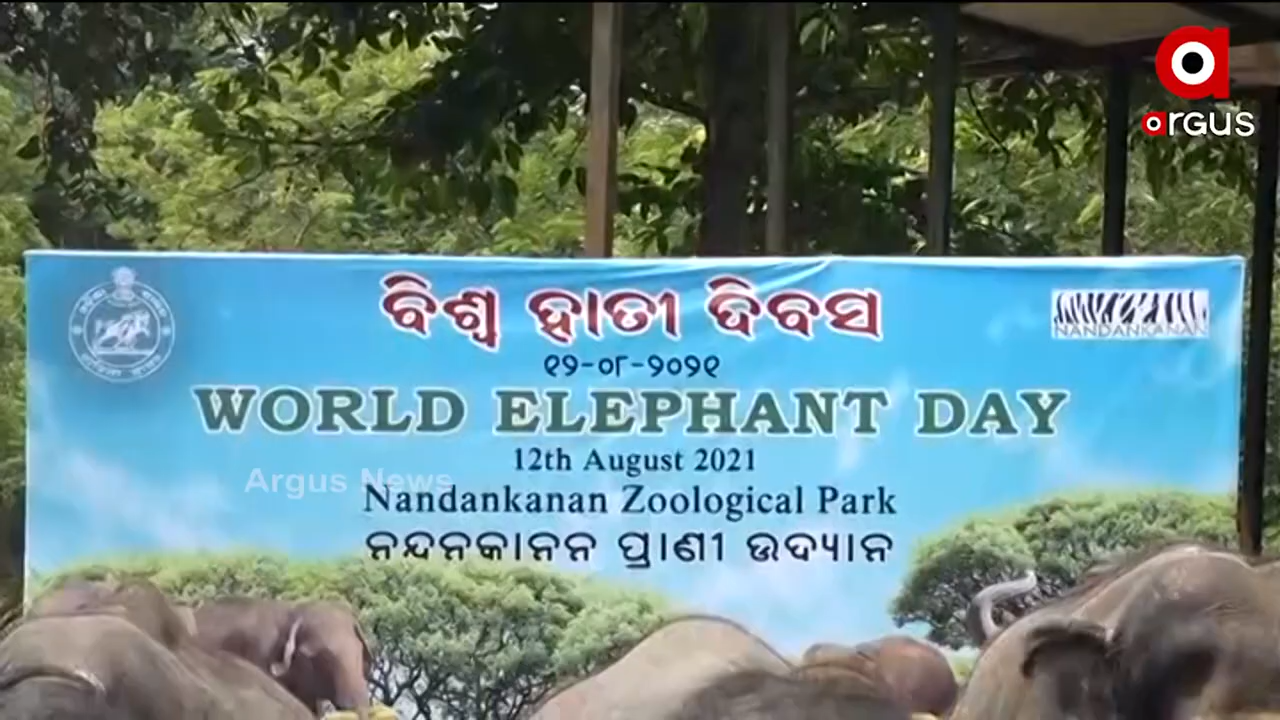 argus
ବିଶ୍ୱ ହାତୀ ଦିବସ
NANDANKANAN
୧୨-୦୮-୨୦୨୧
WORLD ELEPHANT DAY
12th August 2021
Argus News
Nandankanan Zoological Park
ନନ୍ଦନକାନନ ପ୍ରାଣୀ ଉଦ୍ୟାନ